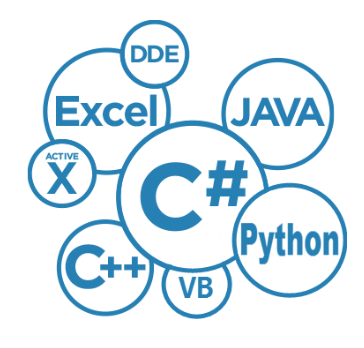 DDE
Excel
JAVA
ACTIVE
X
C#
Python
C++
VB